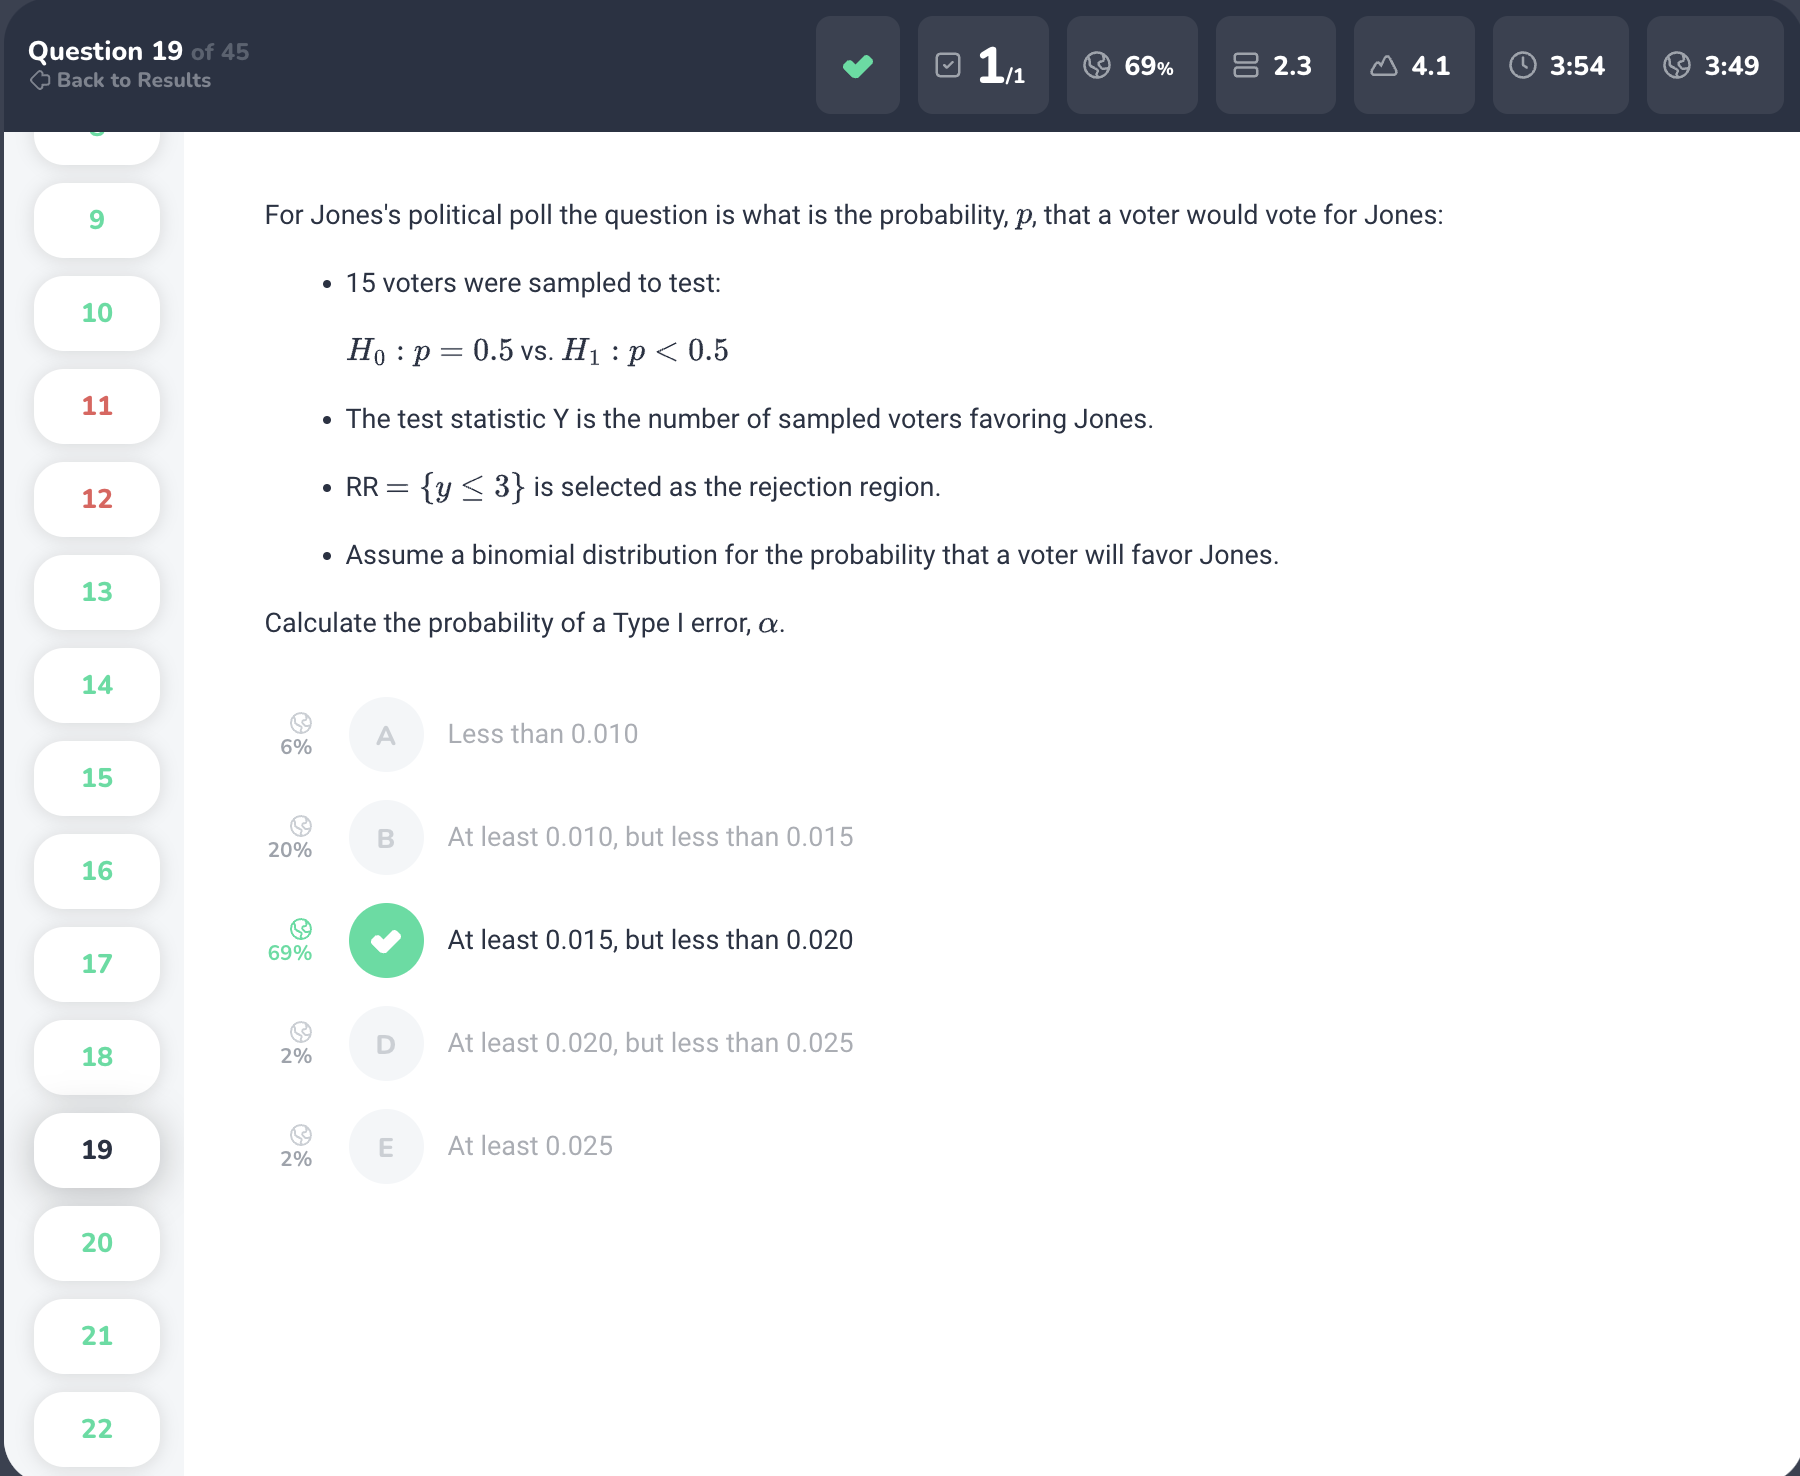 Question 19 of 45
Back to Results
1/1
69%
2.3
4.1
3:54
3:49
9
10
11
12
13
14
15
16
17
18
19
20
21
22
For Jones's political poll the question is what is the probability, p, that a voter would vote for Jones:
• 15 voters were sampled to test:
H₀ : p = 0.5 vs. H₁ : p < 0.5
• The test statistic Y is the number of sampled voters favoring Jones.
• RR = {y ≤ 3} is selected as the rejection region.
• Assume a binomial distribution for the probability that a voter will favor Jones.
Calculate the probability of a Type I error, α.
6% A Less than 0.010
20% B At least 0.010, but less than 0.015
69% At least 0.015, but less than 0.020
2% D At least 0.020, but less than 0.025
2% E At least 0.025